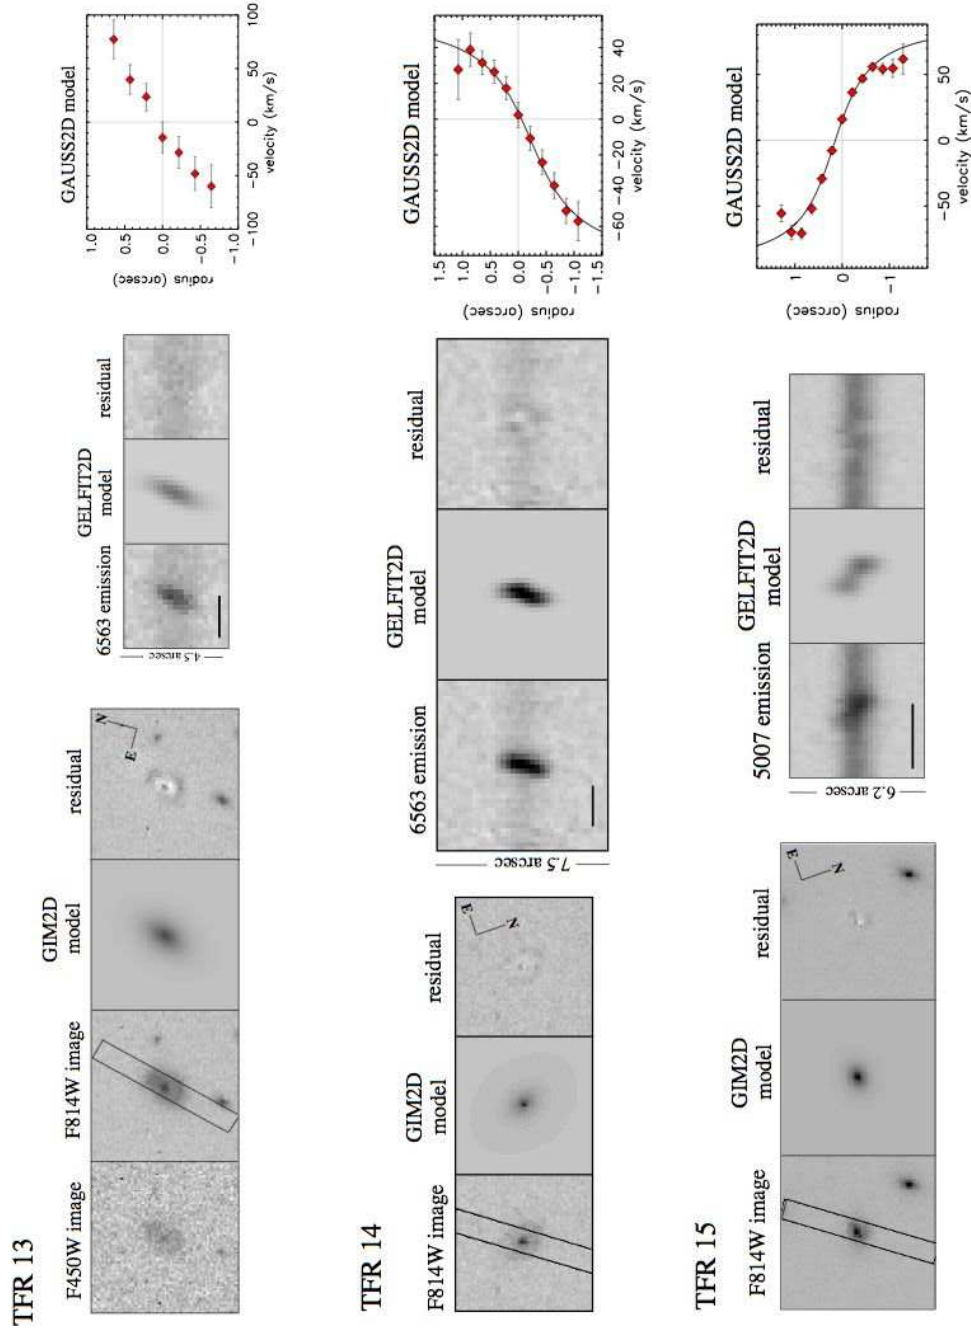 TFR 13
F450W image
F814W image
GIM2D
model
residual
N
E
4.5 arcsec
6563 emission
GELFIT2D
model
residual
GAUSS2D model
radius (arcsec)
1.0
0.5
0.0
-0.5
-1.0
-100
-50
0
50
100
velocity (km/s)
TFR 14
F814W image
GIM2D
model
residual
E
N
7.5 arcsec
6563 emission
GELFIT2D
model
residual
GAUSS2D model
radius (arcsec)
1.5
1.0
0.5
0.0
-0.5
-1.0
-1.5
-60
-40
-20
0
20
40
velocity (km/s)
TFR 15
F814W image
GIM2D
model
residual
E
N
6.2 arcsec
5007 emission
GELFIT2D
model
residual
GAUSS2D model
radius (arcsec)
1
0
-1
-50
0
50
velocity (km/s)